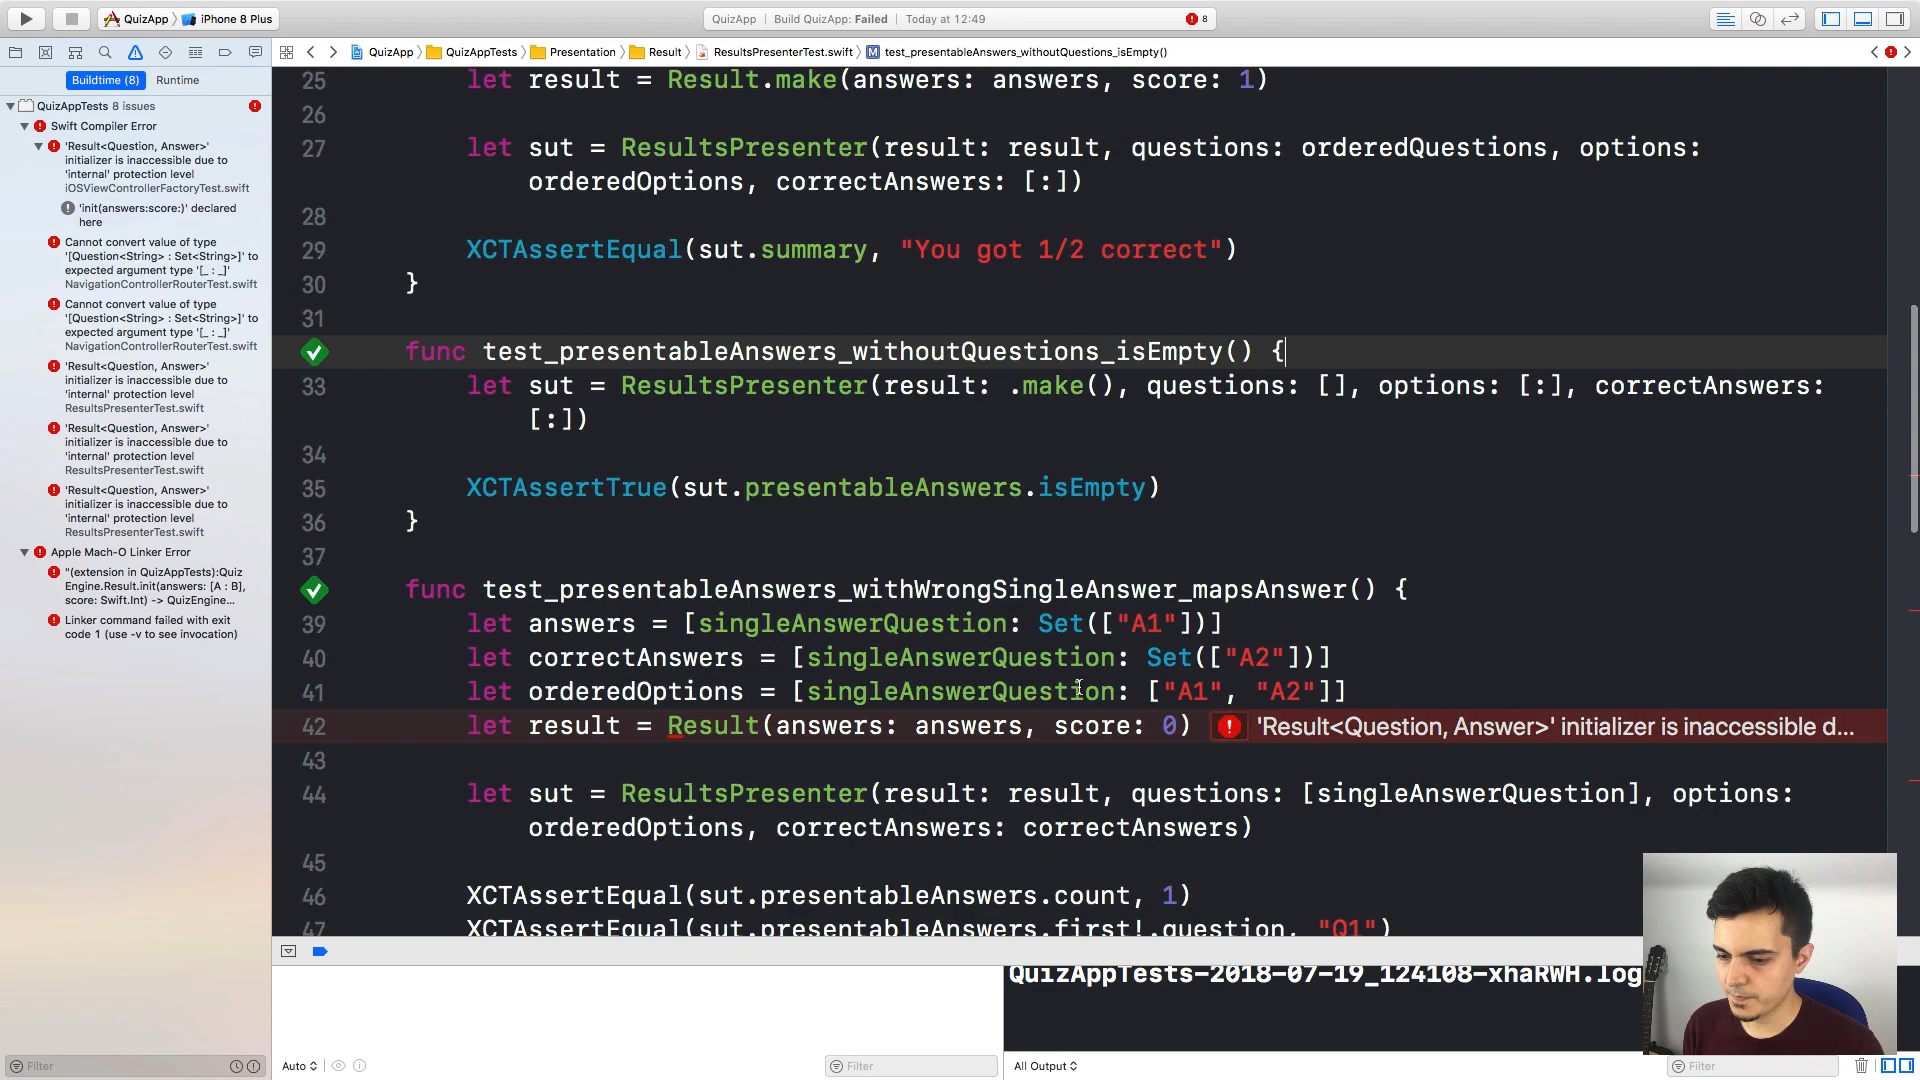 QuizApp
iPhone 8 Plus
QuizApp | Build QuizApp: Failed | Today at 12:49
8
QuizApp
QuizAppTests
Presentation
Result
ResultsPresenterTest.swift
M
test_presentableAnswers_withoutQuestions_isEmpty()
Buildtime (8)
Runtime
QuizAppTests 8 issues
Swift Compiler Error
'Result<Question, Answer>'
initializer is inaccessible due to
'internal' protection level
iOSViewControllerFactoryTest.swift
'init(answers:score:)' declared
here
Cannot convert value of type
'[Question<String> : Set<String>]' to
expected argument type '[_ : _]'
NavigationControllerRouterTest.swift
Cannot convert value of type
'[Question<String> : Set<String>]' to
expected argument type '[_ : _]'
NavigationControllerRouterTest.swift
'Result<Question, Answer>'
initializer is inaccessible due to
'internal' protection level
ResultsPresenterTest.swift
'Result<Question, Answer>'
initializer is inaccessible due to
'internal' protection level
ResultsPresenterTest.swift
'Result<Question, Answer>'
initializer is inaccessible due to
'internal' protection level
ResultsPresenterTest.swift
Apple Mach-O Linker Error
"(extension in QuizAppTests):Quiz
Engine.Result.init(answers: [A : B],
score: Swift.Int) -> QuizEngine...
Linker command failed with exit
code 1 (use -v to see invocation)
Filter
25 let result = Result.make(answers: answers, score: 1)
26
27 let sut = ResultsPresenter(result: result, questions: orderedQuestions, options:
orderedOptions, correctAnswers: [:])
28
29 XCTAssertEqual(sut.summary, "You got 1/2 correct")
30 }
31
func test_presentableAnswers_withoutQuestions_isEmpty() {
33 let sut = ResultsPresenter(result: .make(), questions: [], options: [:], correctAnswers:
[:])
34
35 XCTAssertTrue(sut.presentableAnswers.isEmpty)
36 }
37
func test_presentableAnswers_withWrongSingleAnswer_mapsAnswer() {
39 let answers = [singleAnswerQuestion: Set(["A1"])]
40 let correctAnswers = [singleAnswerQuestion: Set(["A2"])]
41 let orderedOptions = [singleAnswerQuestion: ["A1", "A2"]]
42 let result = Result(answers: answers, score: 0) 'Result<Question, Answer>' initializer is inaccessible d...
43
44 let sut = ResultsPresenter(result: result, questions: [singleAnswerQuestion], options:
orderedOptions, correctAnswers: correctAnswers)
45
46 XCTAssertEqual(sut.presentableAnswers.count, 1)
47 XCTAssertEqual(sut.presentableAnswers.first!.question, "Q1")
QuizAppTests-2018-07-19_124108-xhaRWH.log
Auto
Filter
All Output
Filter